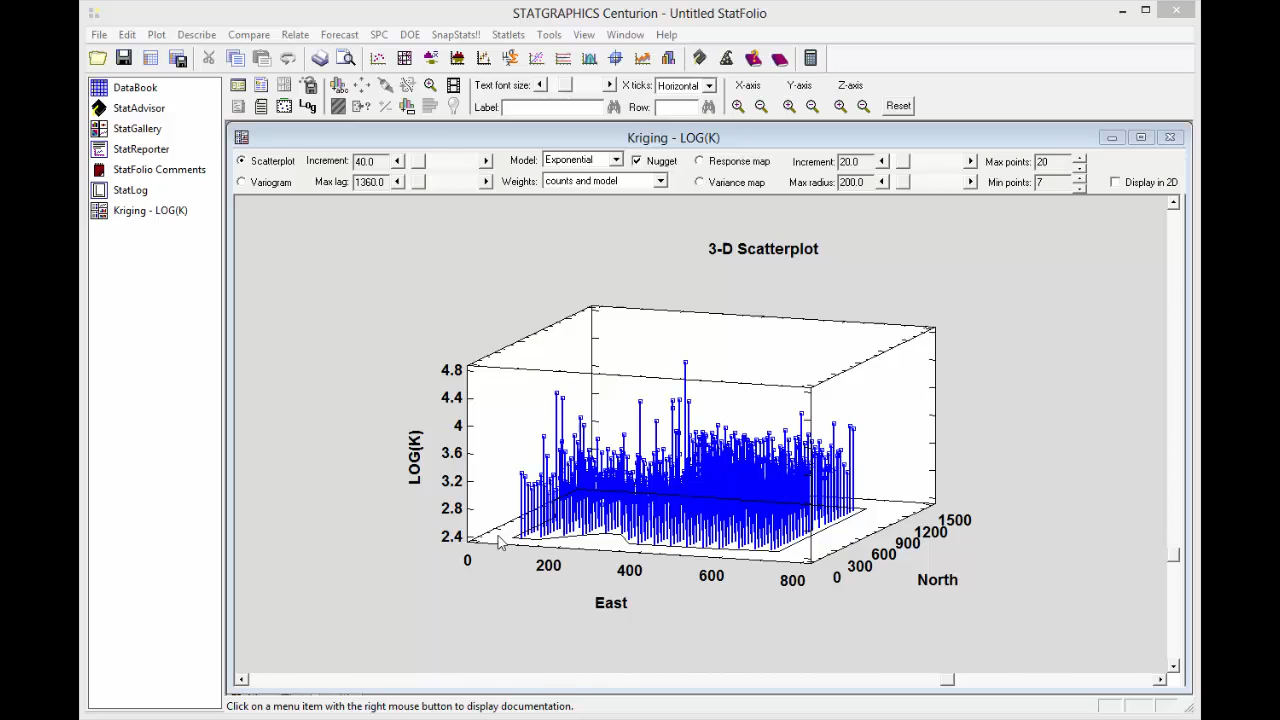 STATGRAPHICS Centurion - Untitled StatFolio
File Edit Plot Describe Compare Relate Forecast SPC DOE SnapStats!! Statlets Tools View Window Help
DataBook
StatAdvisor
StatGallery
StatReporter
StatFolio Comments
StatLog
Kriging - LOG(K)
Text font size: X ticks: Horizontal X-axis Y-axis Z-axis
Log Label: Row: Reset
Kriging - LOG(K)
Scatterplot Increment: 40.0 Model: Exponential Nugget Response map Increment: 20.0 Max points: 20
Variogram Max lag: 1360.0 Weights: counts and model Variance map Max radius: 200.0 Min points: 7 Display in 2D
3-D Scatterplot
4.8
4.4
4
3.6
3.2
2.8
2.4
LOG(K)
0 200 400 600 800
East
0 300 600 900 1200 1500
North
Click on a menu item with the right mouse button to display documentation.